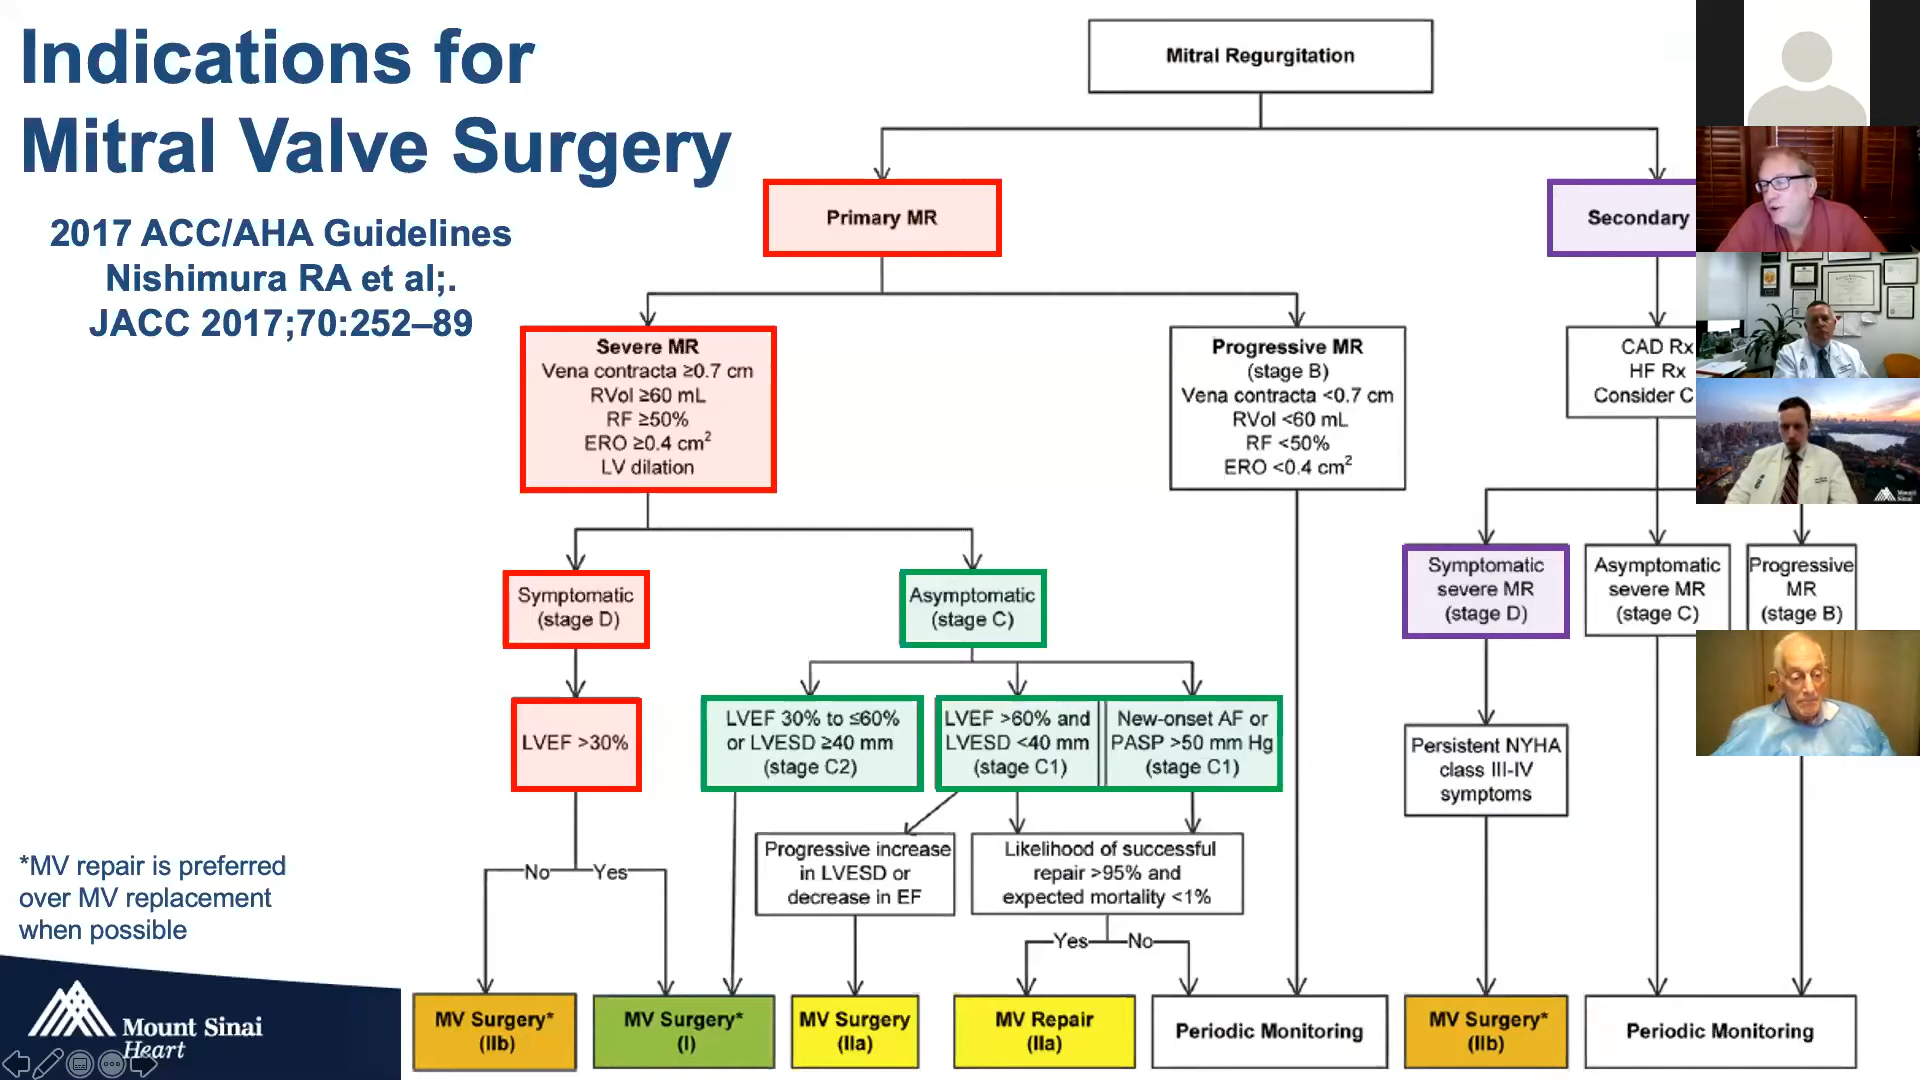 Indications for
Mitral Valve Surgery
2017 ACC/AHA Guidelines
Nishimura RA et al;.
JACC 2017;70:252–89
Mitral Regurgitation
Primary MR
Secondary
Severe MR
Vena contracta ≥0.7 cm
RVol ≥60 mL
RF ≥50%
ERO ≥0.4 cm²
LV dilation
Progressive MR
(stage B)
Vena contracta <0.7 cm
RVol <60 mL
RF <50%
ERO <0.4 cm²
CAD Rx
HF Rx
Consider C
Symptomatic
(stage D)
Asymptomatic
(stage C)
Symptomatic
severe MR
(stage D)
Asymptomatic
severe MR
(stage C)
Progressive
MR
(stage B)
LVEF >30%
LVEF 30% to ≤60%
or LVESD ≥40 mm
(stage C2)
LVEF >60% and
LVESD <40 mm
(stage C1)
New-onset AF or
PASP >50 mm Hg
(stage C1)
Persistent NYHA
class III-IV
symptoms
Progressive increase
in LVESD or
decrease in EF
Likelihood of successful
repair >95% and
expected mortality <1%
No
Yes
Yes
No
*MV repair is preferred
over MV replacement
when possible
MV Surgery*
(IIb)
MV Surgery*
(I)
MV Surgery
(IIa)
MV Repair
(IIa)
Periodic Monitoring
MV Surgery*
(IIb)
Periodic Monitoring
Mount Sinai
Heart
Mount
Sinai